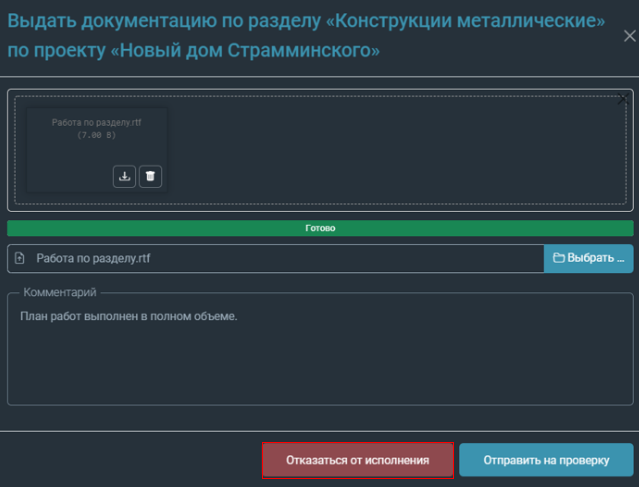 Выдать документацию по разделу «Конструкции металлические»
по проекту «Новый дом Страмминского»
Работа по разделу.rtf
(7.00 B)
Готово
Работа по разделу.rtf
Выбрать ...
Комментарий
План работ выполнен в полном объеме.
Отказаться от исполнения
Отправить на проверку